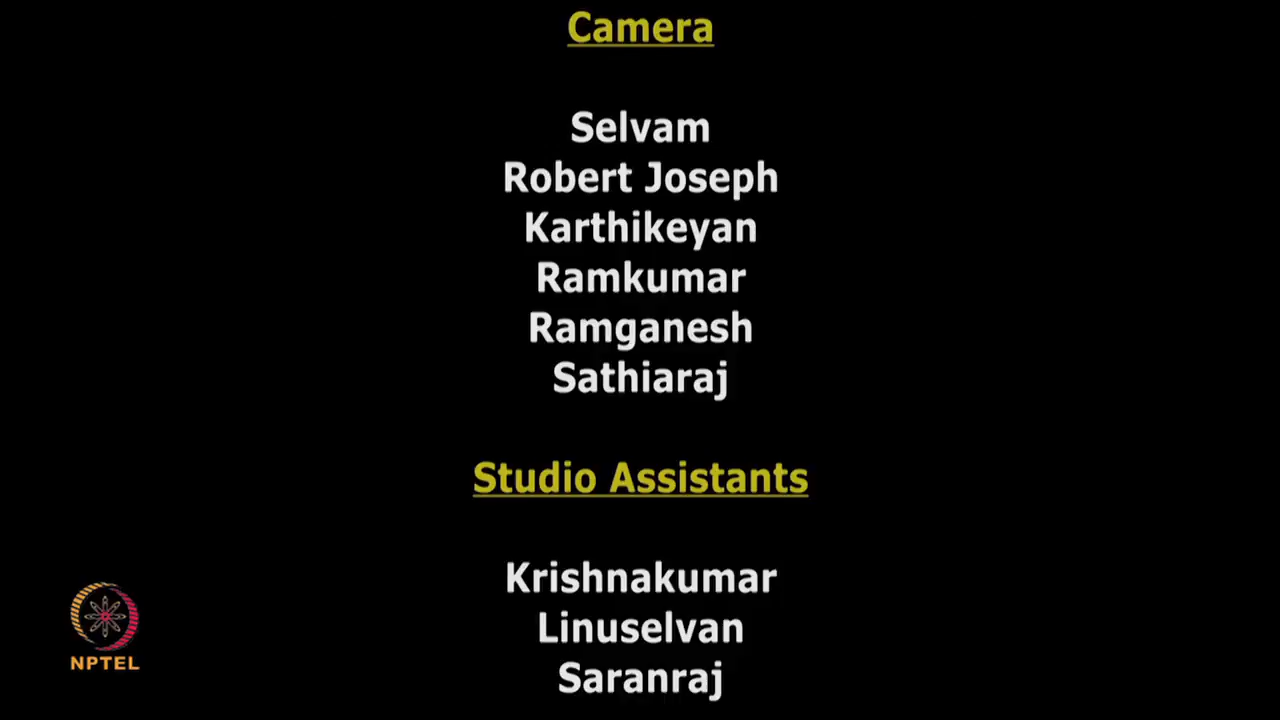 Camera
Selvam
Robert Joseph
Karthikeyan
Ramkumar
Ramganesh
Sathiaraj
Studio Assistants
Krishnakumar
Linuselvan
Saranraj
NPTEL